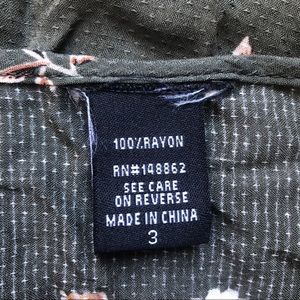 100%RAYON
RN#148862
SEE CARE
ON REVERSE
MADE IN CHINA
3